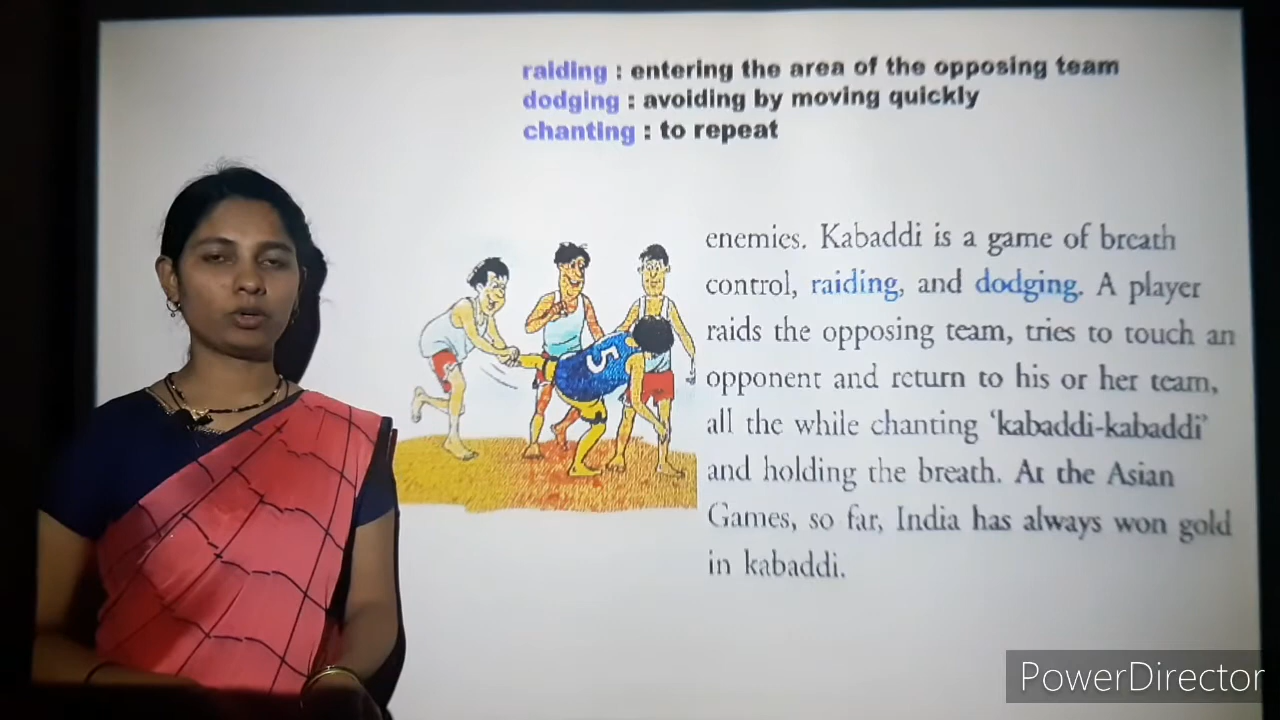 raiding : entering the area of the opposing team
dodging : avoiding by moving quickly
chanting : to repeat
enemies. Kabaddi is a game of breath
control, raiding, and dodging. A player
raids the opposing team, tries to touch an
opponent and return to his or her team,
all the while chanting ‘kabaddi-kabaddi’
and holding the breath. At the Asian
Games, so far, India has always won gold
in kabaddi.
5
PowerDirector